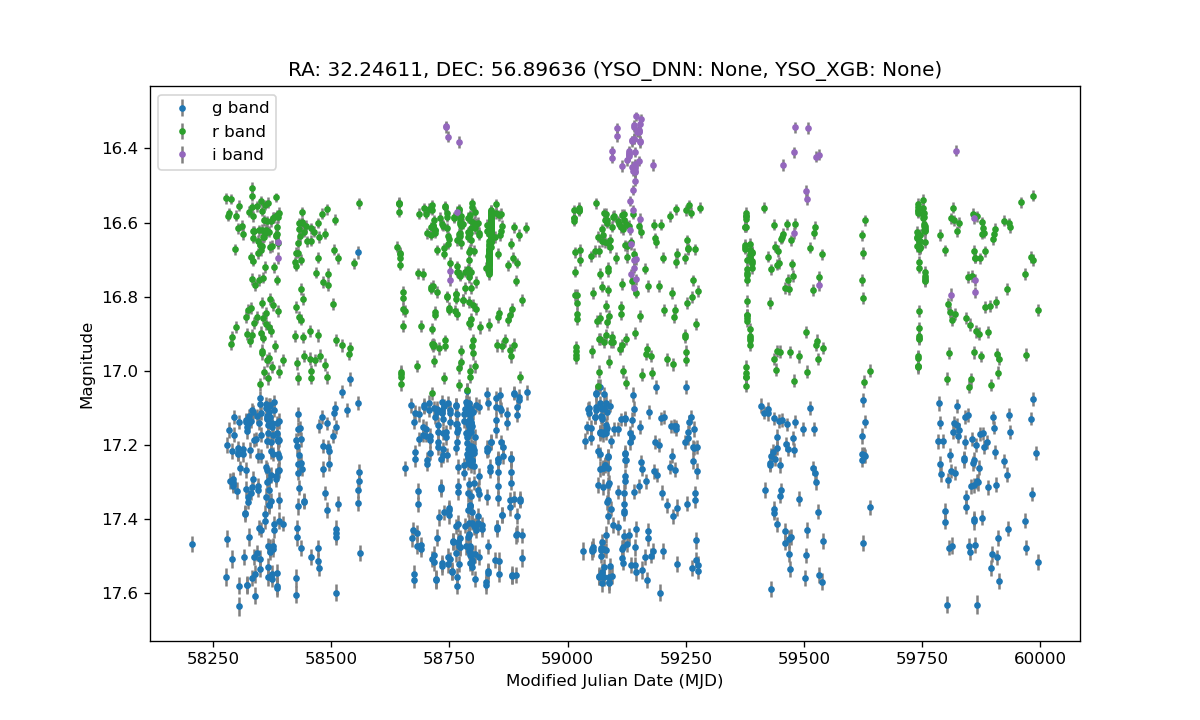 RA: 32.24611, DEC: 56.89636 (YSO_DNN: None, YSO_XGB: None)
g band
r band
i band
16.4
16.6
16.8
17.0
17.2
17.4
17.6
Magnitude
58250 58500 58750 59000 59250 59500 59750 60000
Modified Julian Date (MJD)